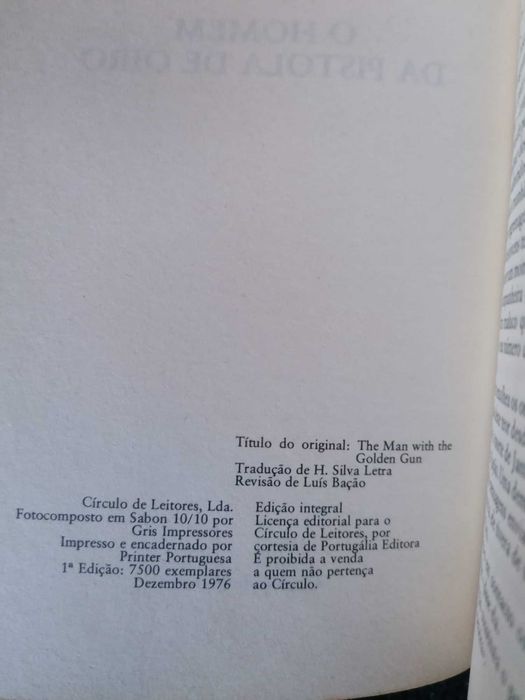 O HOMEM
DA PISTOLA DE OIRO
Título do original: The Man with the
Golden Gun
Tradução de H. Silva Letra
Revisão de Luís Bação
Círculo de Leitores, Lda.
Fotocomposto em Sabon 10/10 por
Gris Impressores
Impresso e encadernado por
Printer Portuguesa
1ª Edição: 7500 exemplares
Dezembro 1976
Edição integral
Licença editorial para o
Círculo de Leitores, por
cortesia de Portugália Editora
É proibida a venda
a quem não pertença
ao Círculo.